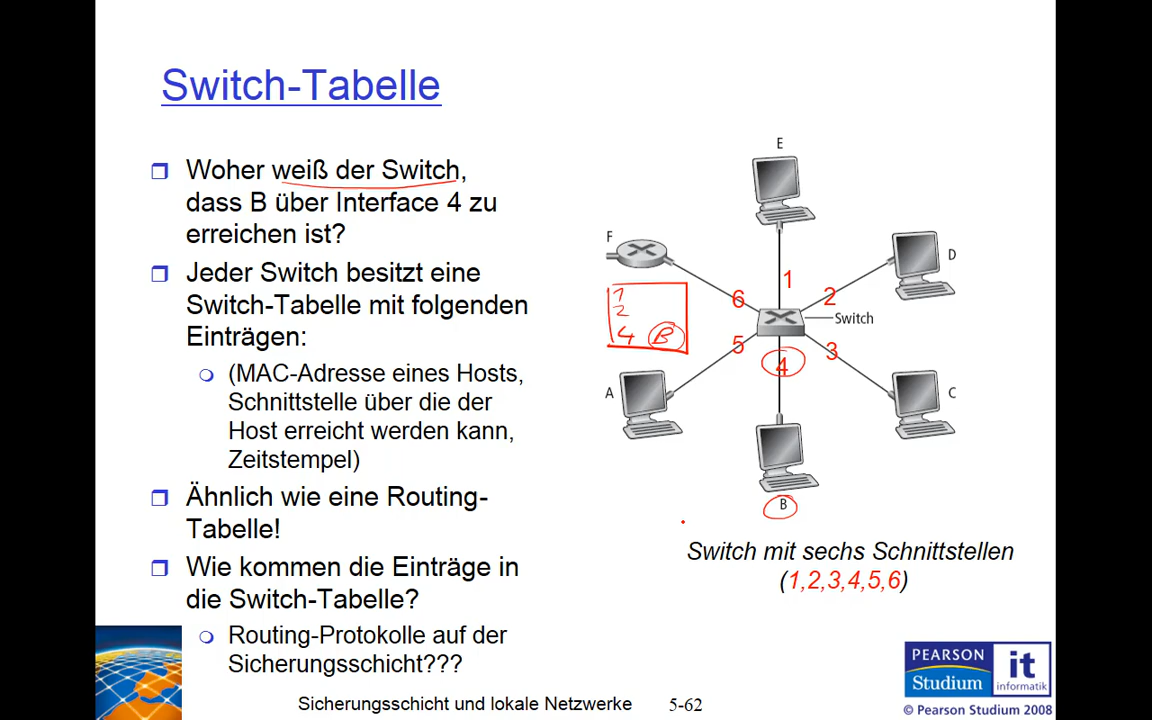 Switch-Tabelle
❒ Woher weiß der Switch,
dass B über Interface 4 zu
erreichen ist?
❒ Jeder Switch besitzt eine
Switch-Tabelle mit folgenden
Einträgen:
❍ (MAC-Adresse eines Hosts,
Schnittstelle über die der
Host erreicht werden kann,
Zeitstempel)
❒ Ähnlich wie eine Routing-
Tabelle!
❒ Wie kommen die Einträge in
die Switch-Tabelle?
❍ Routing-Protokolle auf der
Sicherungsschicht???
E
F
D
1
6
2
Switch
1
2
4 B
5
4
3
A
C
B
Switch mit sechs Schnittstellen
(1,2,3,4,5,6)
Sicherungsschicht und lokale Netzwerke 5-62
PEARSON
Studium
it
informatik
© Pearson Studium 2008